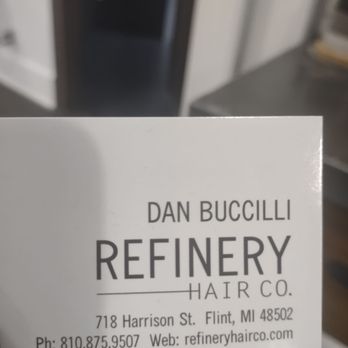 DAN BUCCILLI
REFINERY
HAIR CO.
718 Harrison St. Flint, MI 48502
Ph: 810.875.9507 Web: refineryhairco.com